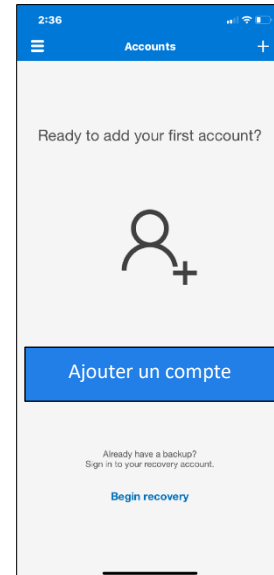 2:36
Accounts
Ready to add your first account?
Ajouter un compte
Already have a backup?
Sign in to your recovery account.
Begin recovery